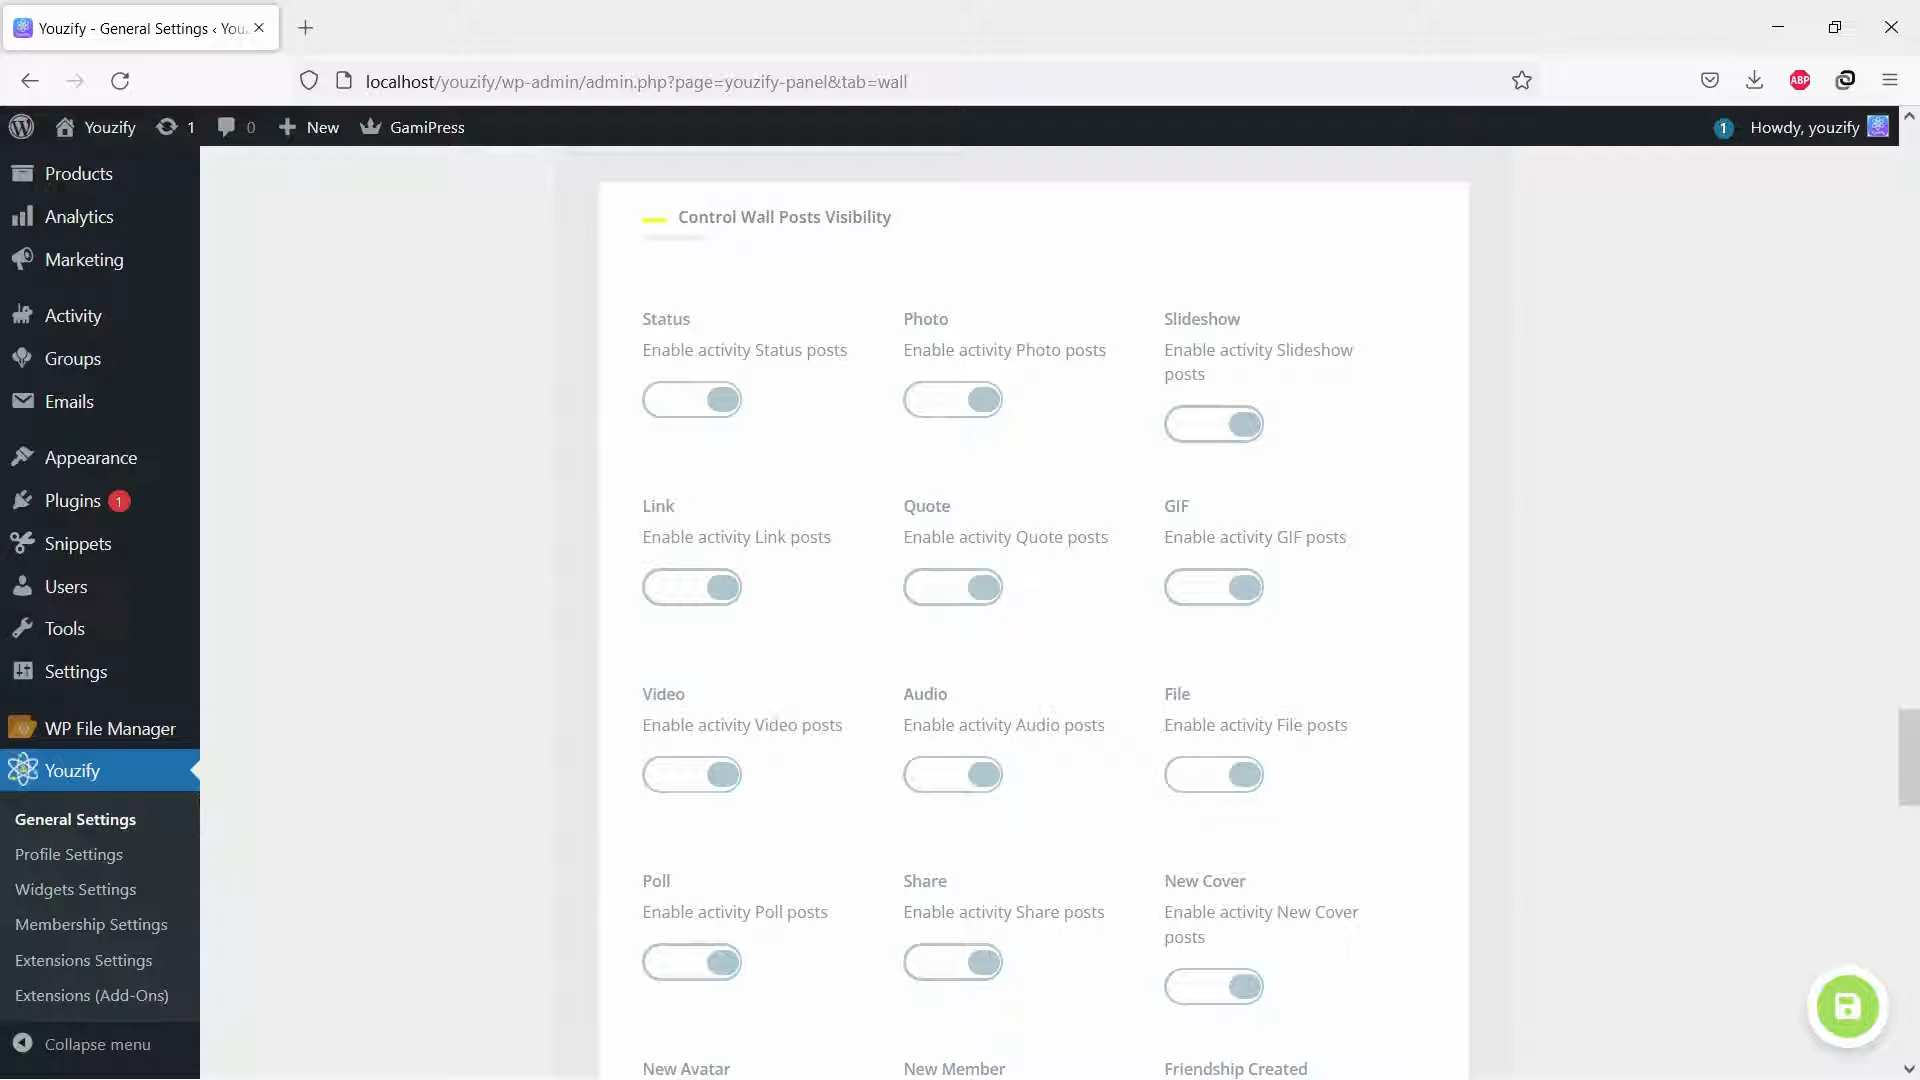 Youzify - General Settings ‹ You
localhost/youzify/wp-admin/admin.php?page=youzify-panel&tab=wall
ABP
Youzify 1 0 New GamiPress 1 Howdy, youzify
Products
Analytics
Marketing
Activity
Groups
Emails
Appearance
Plugins 1
Snippets
Users
Tools
Settings
WP File Manager
Youzify
General Settings
Profile Settings
Widgets Settings
Membership Settings
Extensions Settings
Extensions (Add-Ons)
Collapse menu
Control Wall Posts Visibility
Status
Enable activity Status posts
Photo
Enable activity Photo posts
Slideshow
Enable activity Slideshow
posts
Link
Enable activity Link posts
Quote
Enable activity Quote posts
GIF
Enable activity GIF posts
Video
Enable activity Video posts
Audio
Enable activity Audio posts
File
Enable activity File posts
Poll
Enable activity Poll posts
Share
Enable activity Share posts
New Cover
Enable activity New Cover
posts
New Avatar
New Member
Friendship Created